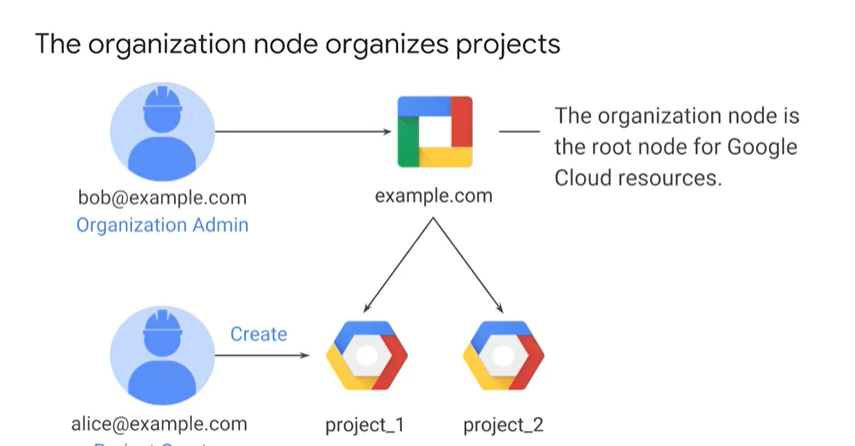 The organization node organizes projects
The organization node is
the root node for Google
Cloud resources.
bob@example.com
Organization Admin
example.com
Create
alice@example.com
project_1
project_2